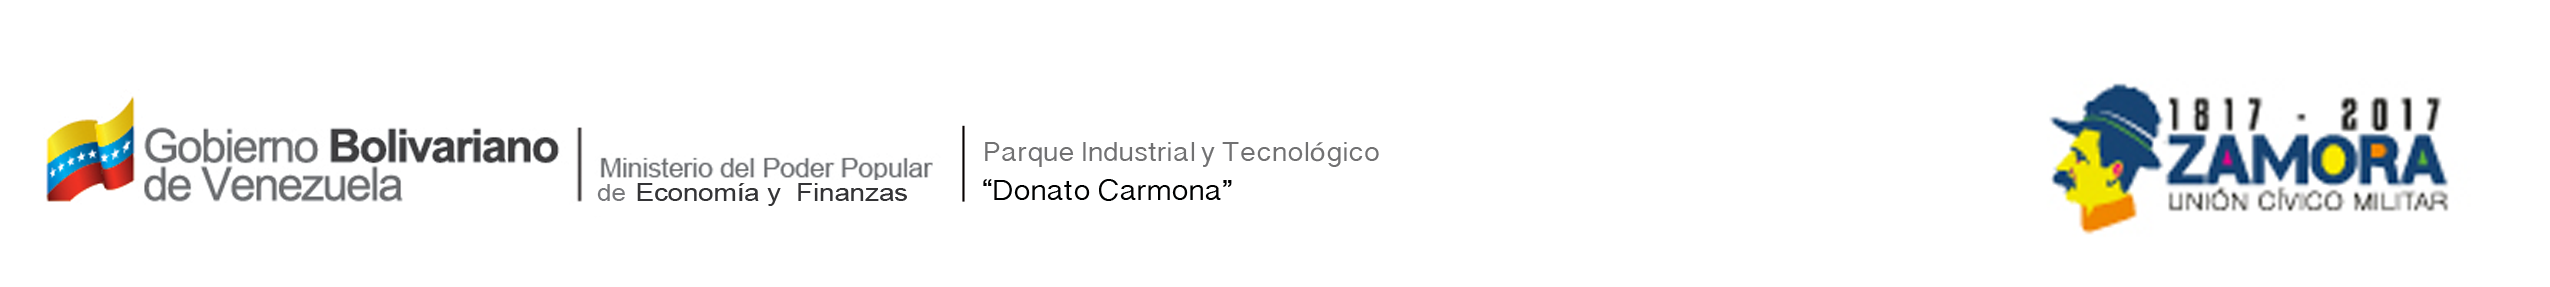 Gobierno Bolivariano
de Venezuela
Ministerio del Poder Popular
de Economía y Finanzas
Parque Industrial y Tecnológico
“Donato Carmona”
1817 - 2017
ZAMORA
UNIÓN CÍVICO MILITAR